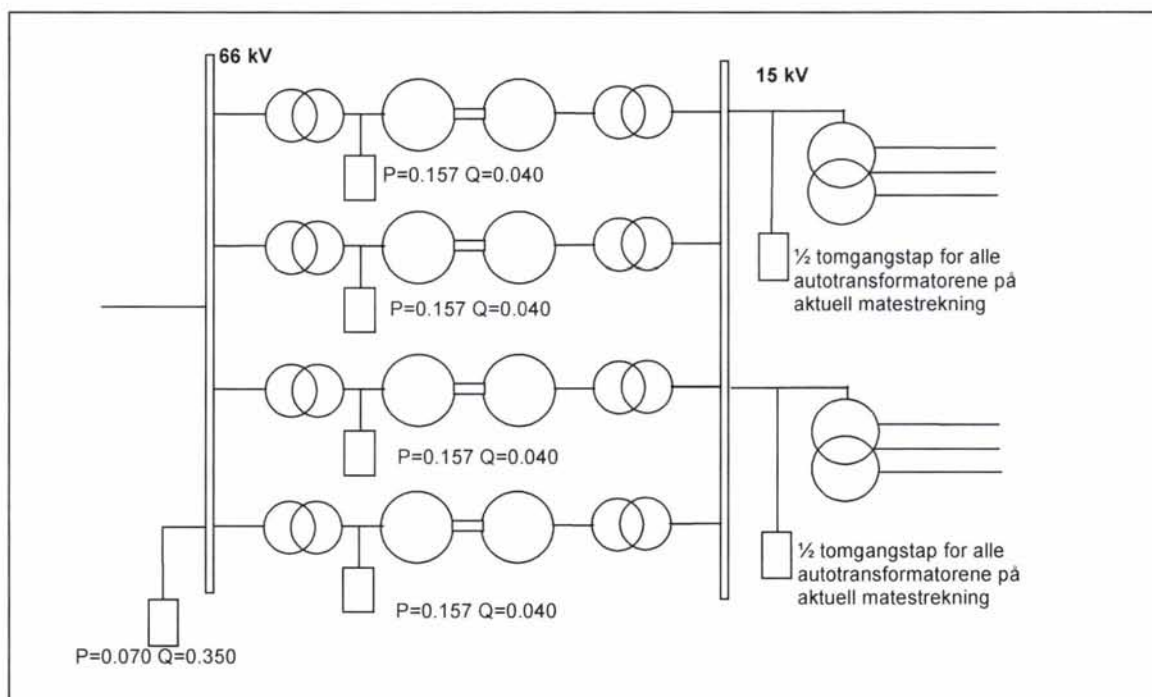 66 kV
15 kV
P=0.157 Q=0.040
P=0.157 Q=0.040
½ tomgangstap for alle
autotransformatorene på
aktuell matestrekning
P=0.157 Q=0.040
P=0.157 Q=0.040
½ tomgangstap for alle
autotransformatorene på
aktuell matestrekning
P=0.070 Q=0.350